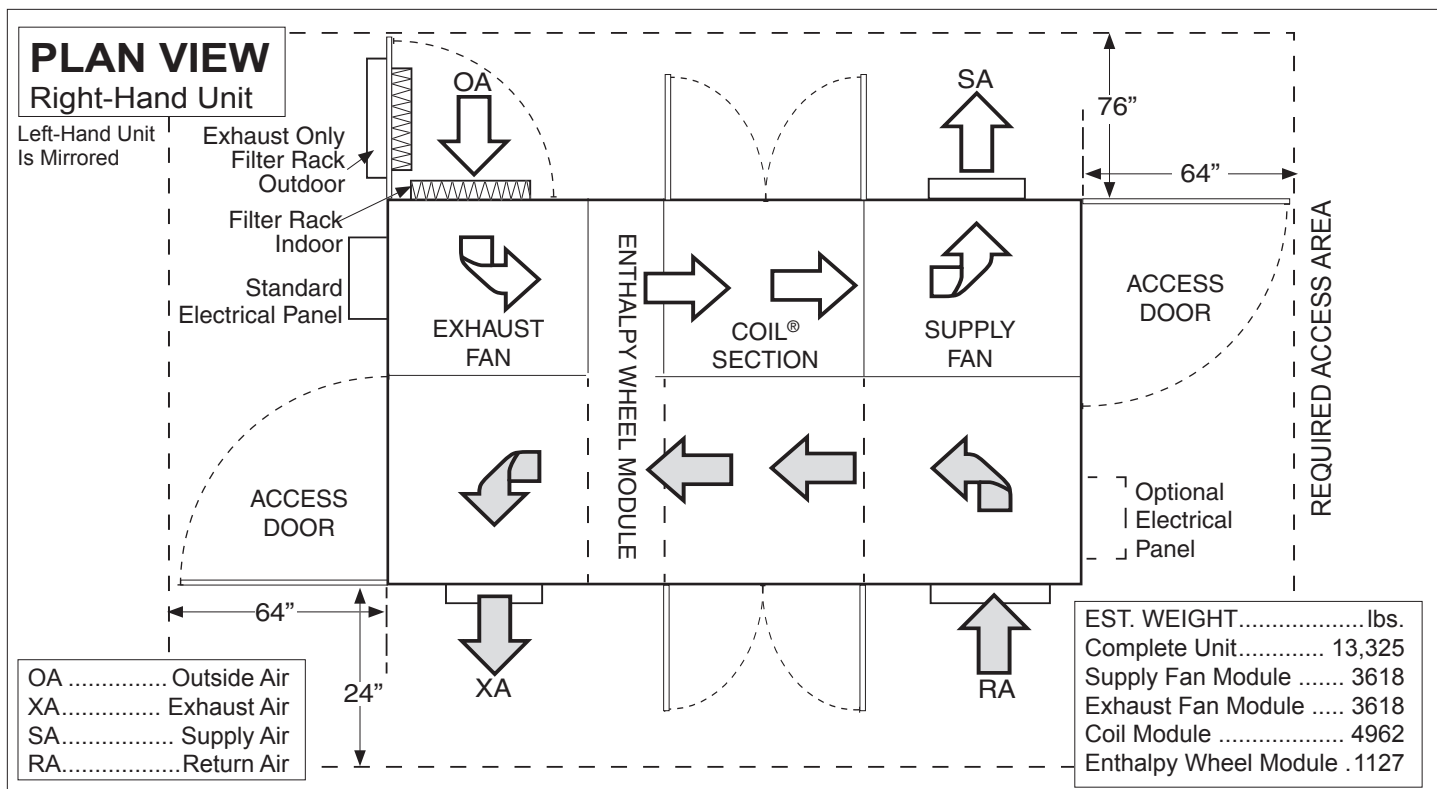 PLAN VIEW
Right-Hand Unit
Left-Hand Unit
Is Mirrored
Exhaust Only
Filter Rack
Outdoor
Filter Rack
Indoor
Standard
Electrical Panel
OA
SA
76”
64”
REQUIRED ACCESS AREA
EXHAUST
FAN
ENTHALPY WHEEL MODULE
COIL®
SECTION
SUPPLY
FAN
ACCESS
DOOR
ACCESS
DOOR
Optional
Electrical
Panel
64”
24”
XA
RA
OA ............... Outside Air
XA................ Exhaust Air
SA................. Supply Air
RA..................Return Air
EST. WEIGHT...................lbs.
Complete Unit............. 13,325
Supply Fan Module ....... 3618
Exhaust Fan Module ..... 3618
Coil Module .................... 4962
Enthalpy Wheel Module .1127